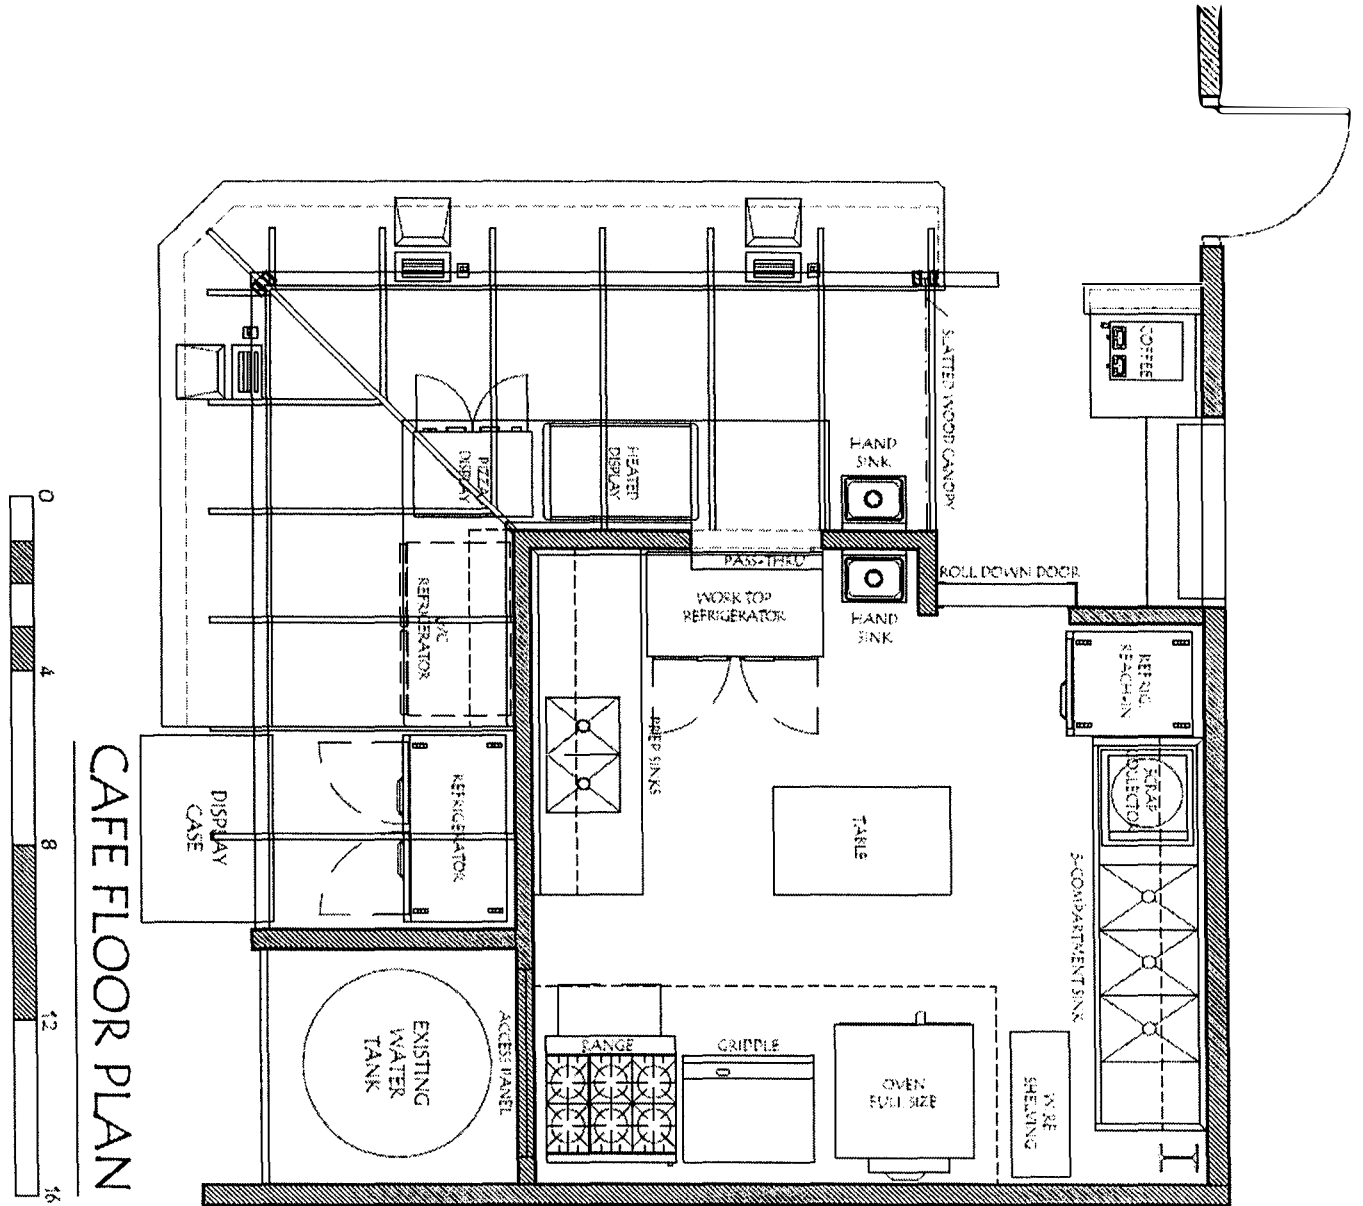 COFFEE
SLATTED WOOD CANOPY
HAND
SINK
HEATED
DISPLAY
PIZZA
DISPLAY
PASS-THRU
WORK TOP
REFRIGERATOR
HAND
SINK
ROLL DOWN DOOR
U/C
REFRIGERATOR
REFRIG.
REACH-IN
PREP SINKS
SCRAP
COLLECTOR
DISPLAY
CASE
REFRIGERATOR
TABLE
3-COMPARTMENT SINK
EXISTING
WATER
TANK
ACCESS PANEL
RANGE
GRIDDLE
OVEN
FULL SIZE
WIRE
SHELVING
0
4
8
12
16
CAFE FLOOR PLAN